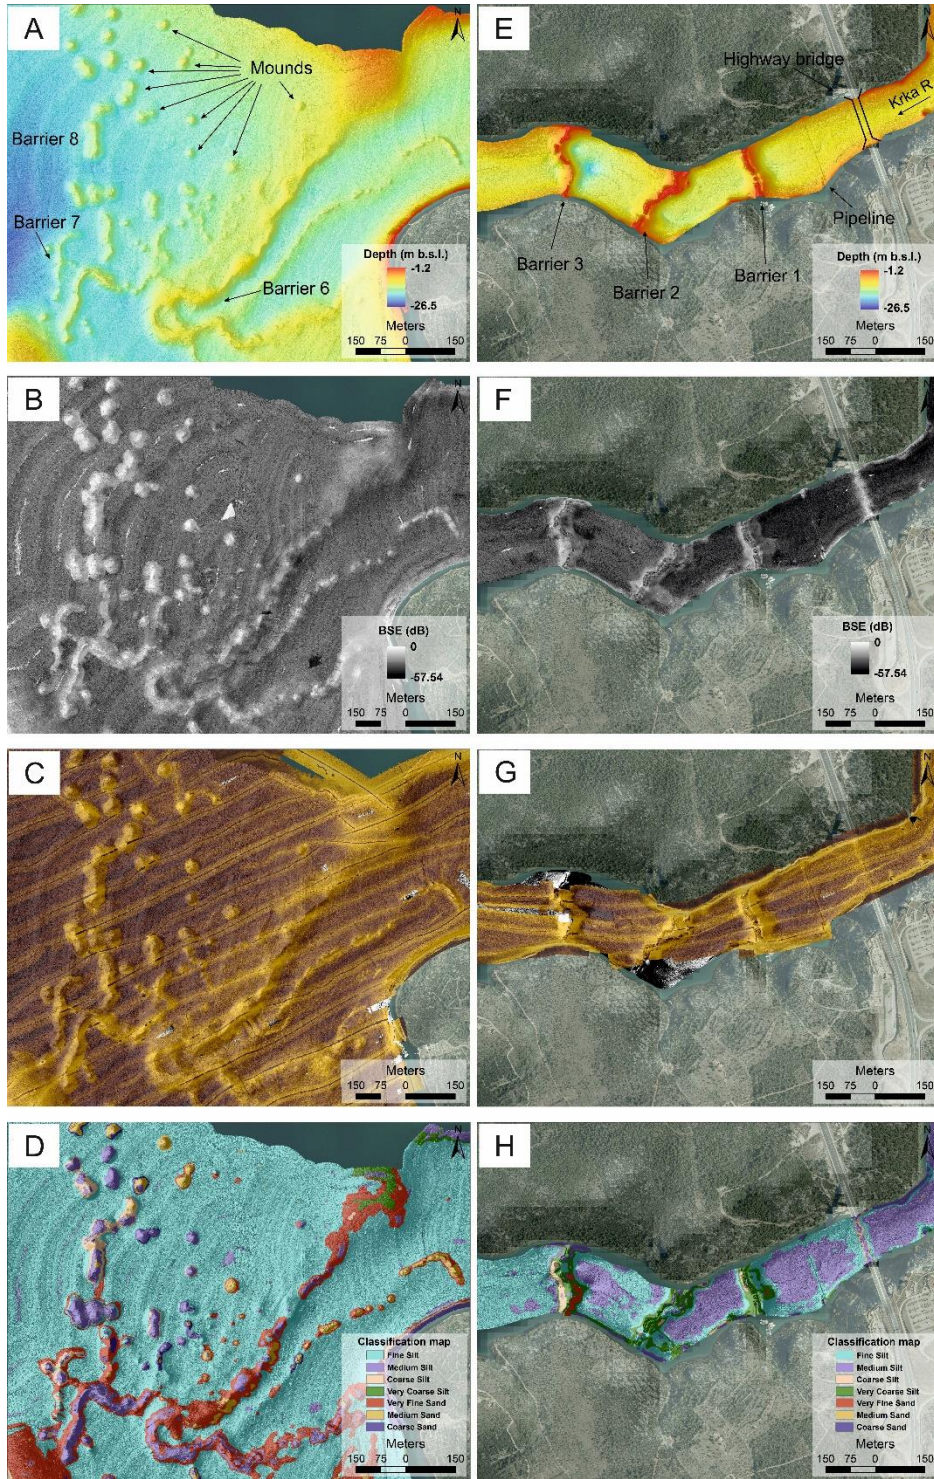 A
Mounds
Barrier 8
Barrier 7
Barrier 6
N
Depth (m b.s.l.)
-1.2
-26.5
Meters
150 75 0 150
E
N
Highway bridge
Krka R.
Pipeline
Barrier 3
Barrier 2
Barrier 1
Depth (m b.s.l.)
-1.2
-26.5
Meters
150 75 0 150
B
N
BSE (dB)
0
-57.54
Meters
150 75 0 150
F
N
BSE (dB)
0
-57.54
Meters
150 75 0 150
C
N
Meters
150 75 0 150
G
N
Meters
150 75 0 150
D
N
Classification map
Fine Silt
Medium Silt
Coarse Silt
Very Coarse Silt
Very Fine Sand
Medium Sand
Coarse Sand
Meters
150 75 0 150
H
N
Classification map
Fine Silt
Medium Silt
Coarse Silt
Very Coarse Silt
Very Fine Sand
Medium Sand
Coarse Sand
Meters
150 75 0 150